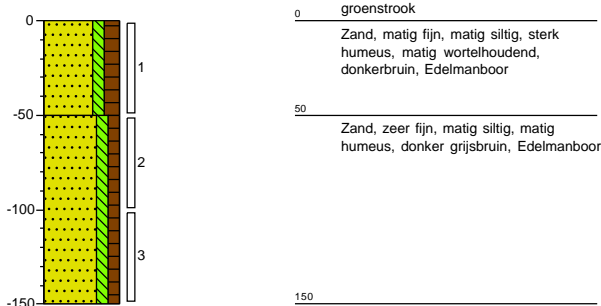 0
-50
-100
-150
1
2
3
groenstrook
0
Zand, matig fijn, matig siltig, sterk
humeus, matig wortelhoudend,
donkerbruin, Edelmanboor
50
Zand, zeer fijn, matig siltig, matig
humeus, donker grijsbruin, Edelmanboor
150